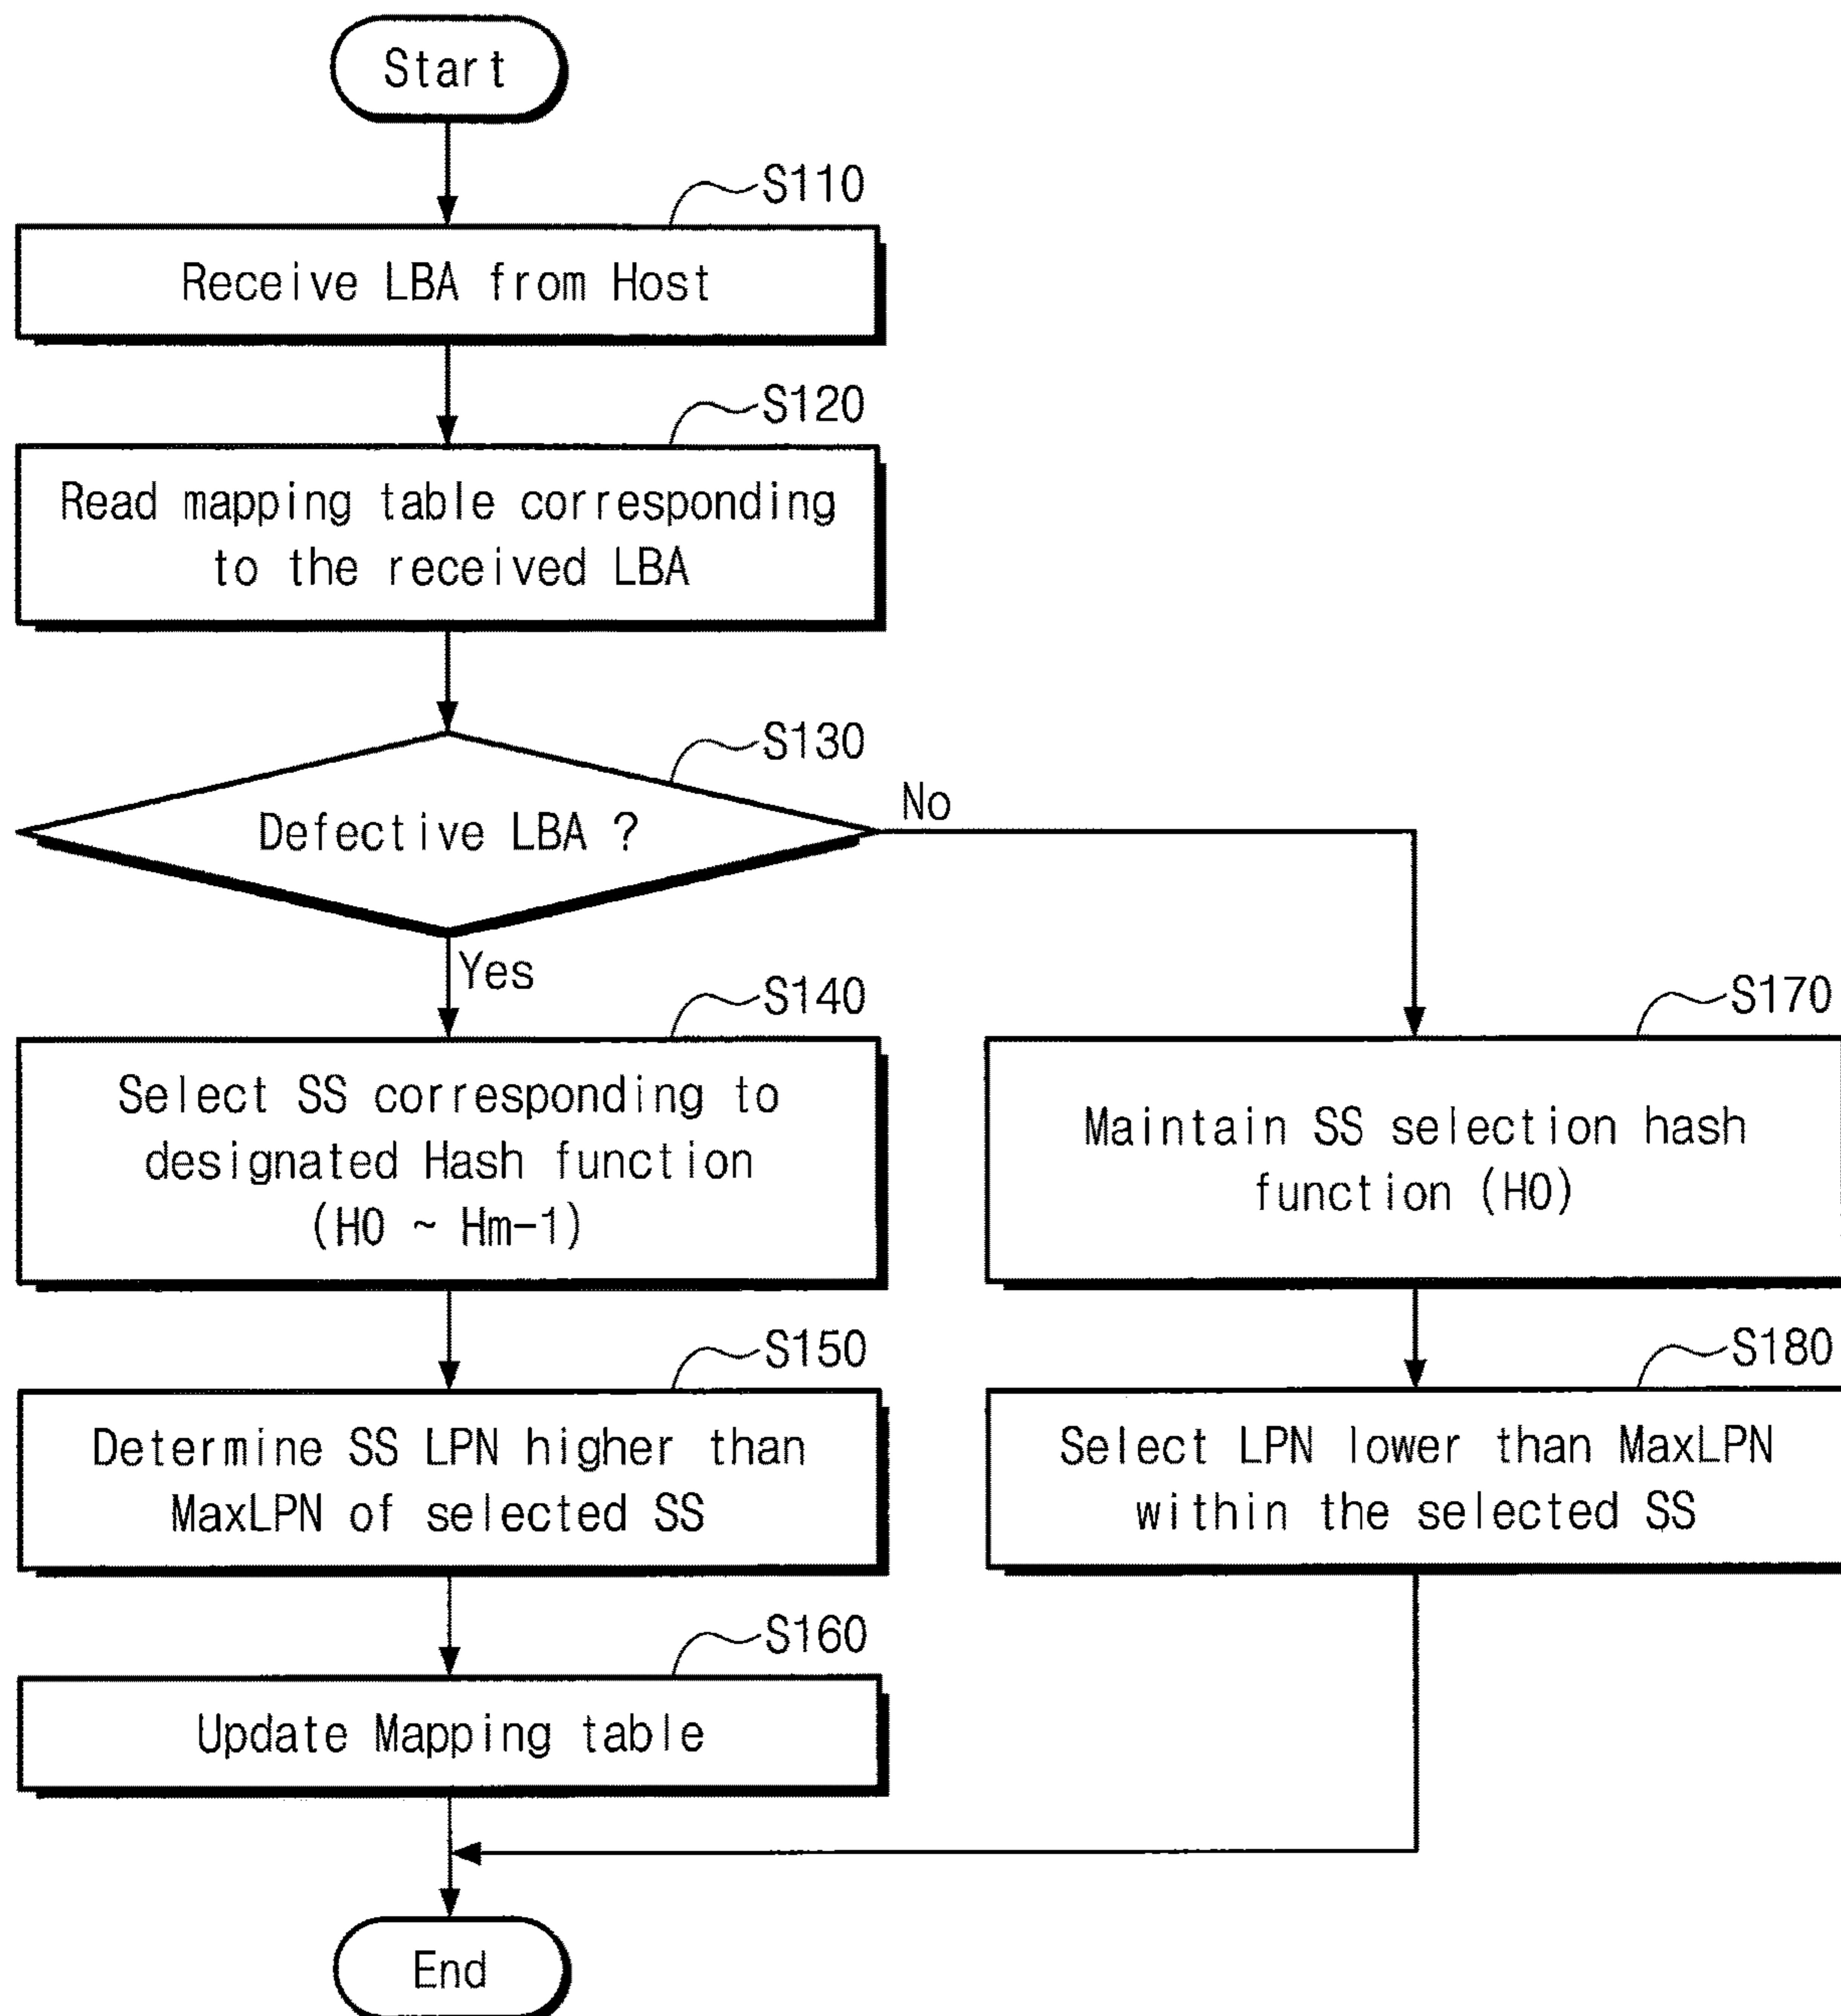 Start
S110
Receive LBA from Host
S120
Read mapping table corresponding
to the received LBA
S130
Defective LBA ?
No
Yes
S140
Select SS corresponding to
designated Hash function
(H0 ~ Hm-1)
S170
Maintain SS selection hash
function (H0)
S150
Determine SS LPN higher than
MaxLPN of selected SS
S180
Select LPN lower than MaxLPN
within the selected SS
S160
Update Mapping table
End